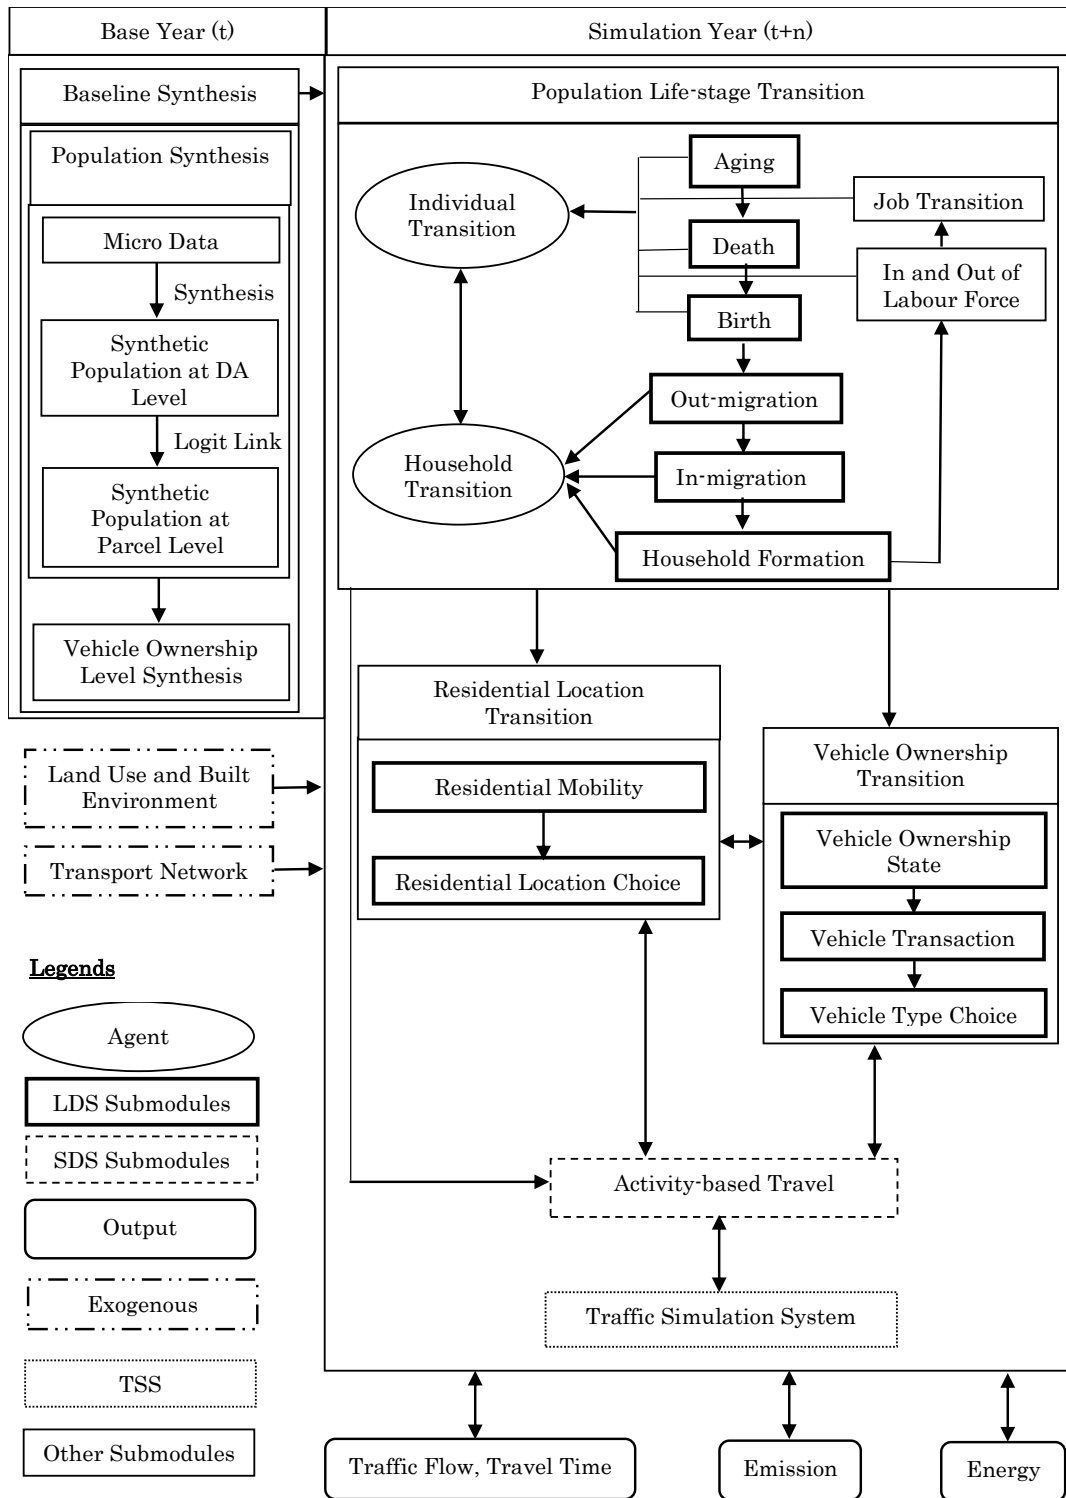 Base Year (t)
Simulation Year (t+n)
Baseline Synthesis
Population Synthesis
Micro Data
Synthesis
Synthetic
Population at DA
Level
Logit Link
Synthetic
Population at
Parcel Level
Vehicle Ownership
Level Synthesis
Population Life-stage Transition
Individual
Transition
Aging
Death
Birth
Job Transition
In and Out of
Labour Force
Out-migration
In-migration
Household
Transition
Household Formation
Residential Location
Transition
Residential Mobility
Residential Location Choice
Vehicle Ownership
Transition
Vehicle Ownership
State
Vehicle Transaction
Vehicle Type Choice
Land Use and Built
Environment
Transport Network
Activity-based Travel
Traffic Simulation System
Legends
Agent
LDS Submodules
SDS Submodules
Output
Exogenous
TSS
Other Submodules
Traffic Flow, Travel Time
Emission
Energy